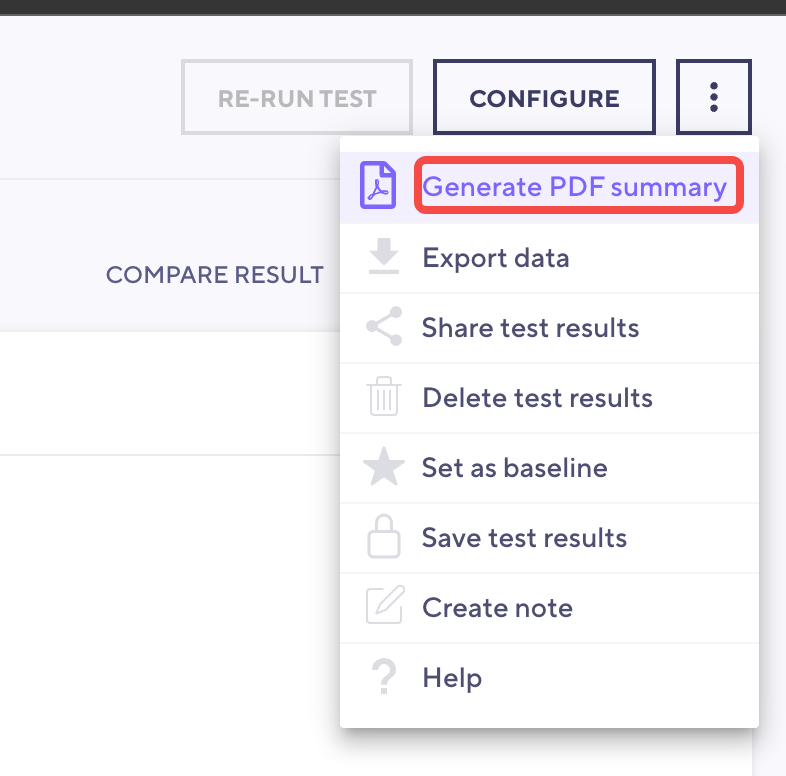 RE-RUN TEST
CONFIGURE
COMPARE RESULT
Generate PDF summary
Export data
Share test results
Delete test results
Set as baseline
Save test results
Create note
Help